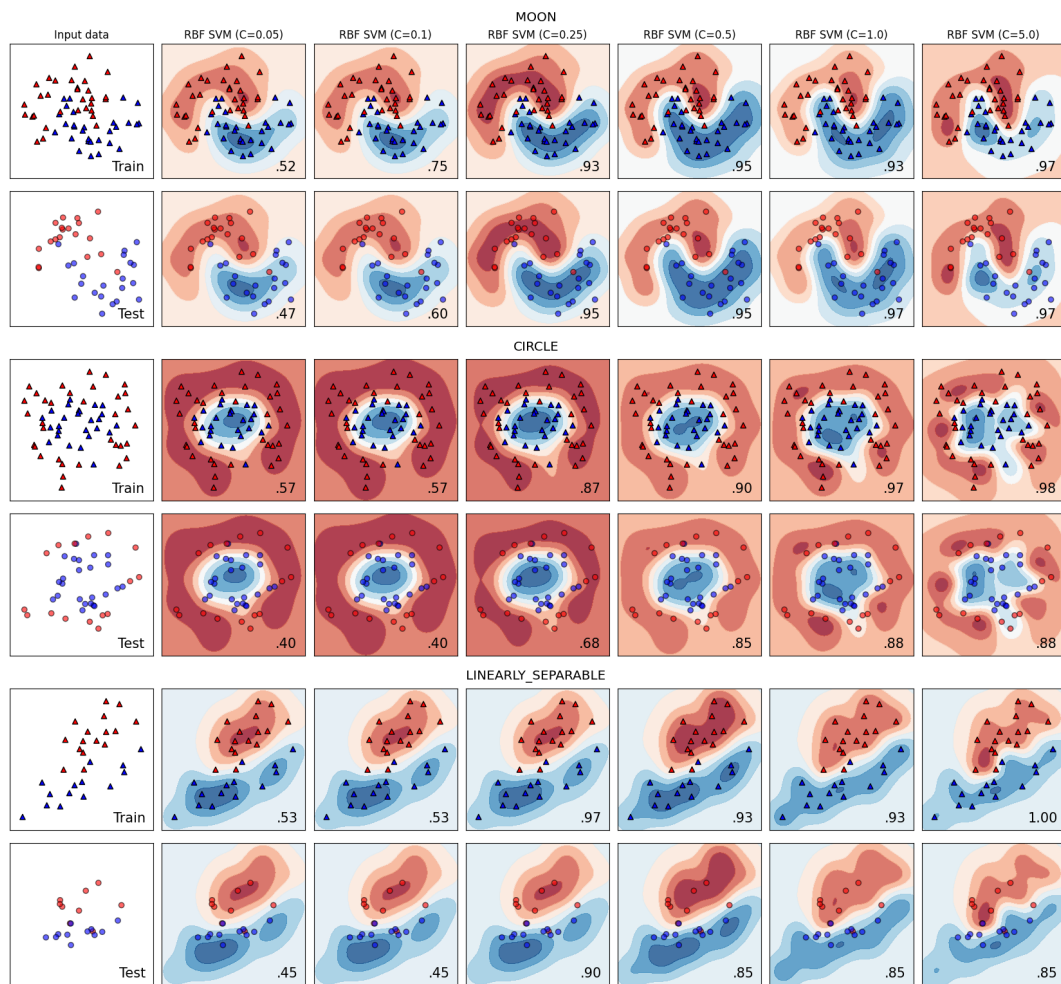 MOON
Input data RBF SVM (C=0.05) RBF SVM (C=0.1) RBF SVM (C=0.25) RBF SVM (C=0.5) RBF SVM (C=1.0) RBF SVM (C=5.0)
Train .52 .75 .93 .95 .93 .97
Test .47 .60 .95 .95 .97 .97
CIRCLE
Train .57 .57 .87 .90 .97 .98
Test .40 .40 .68 .85 .88 .88
LINEARLY_SEPARABLE
Train .53 .53 .97 .93 .93 1.00
Test .45 .45 .90 .85 .85 .85